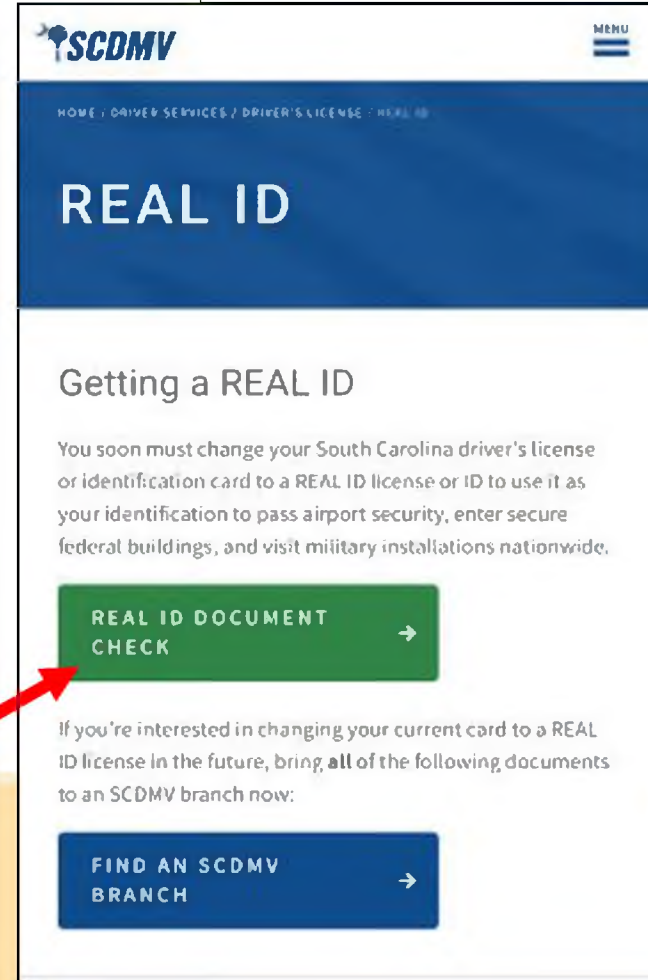 SCDMV
MENU
HOME / DRIVER SERVICES / DRIVER'S LICENSE / REAL ID
REAL ID
Getting a REAL ID
You soon must change your South Carolina driver's license
or identification card to a REAL ID license or ID to use it as
your identification to pass airport security, enter secure
federal buildings, and visit military installations nationwide.
REAL ID DOCUMENT
CHECK
If you're interested in changing your current card to a REAL
ID license in the future, bring all of the following documents
to an SCDMV branch now:
FIND AN SCDMV
BRANCH